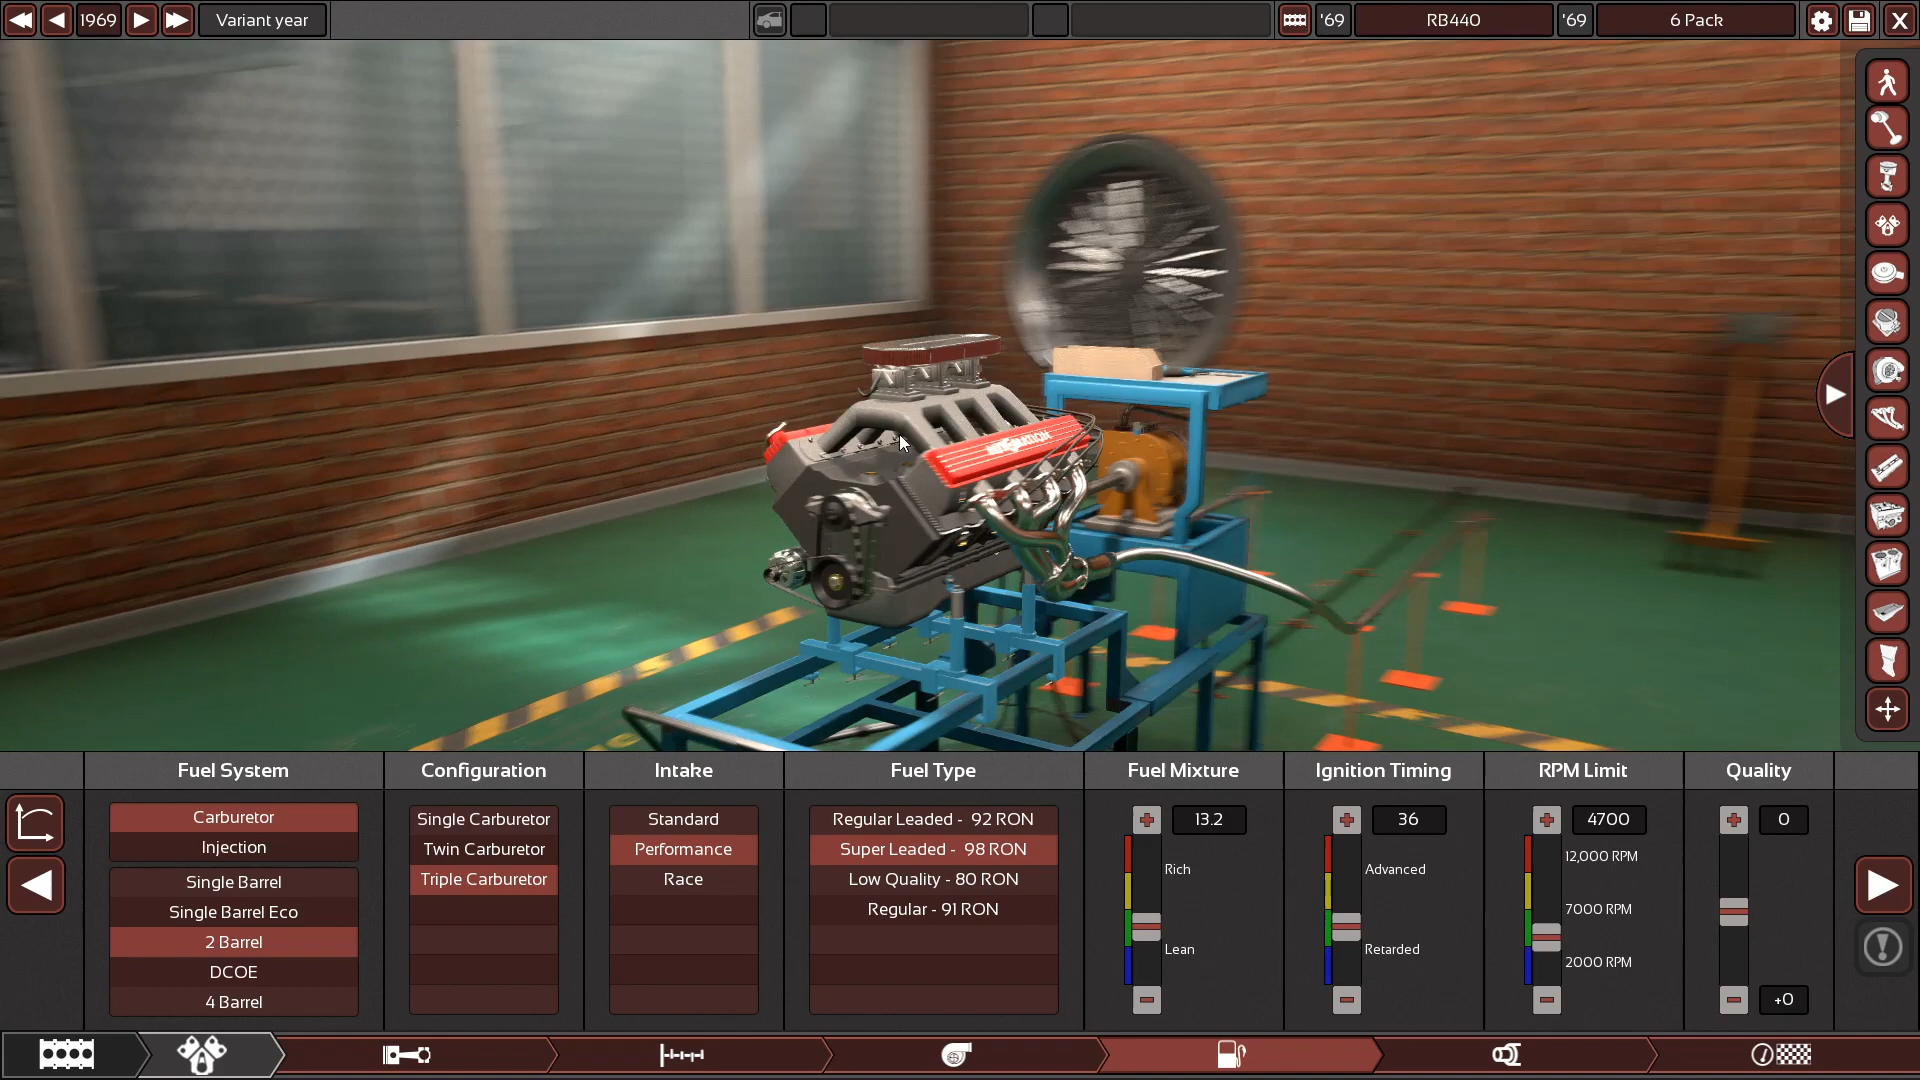 1969
Variant year
'69
RB440
'69
6 Pack
Fuel System
Configuration
Intake
Fuel Type
Fuel Mixture
Ignition Timing
RPM Limit
Quality
Carburetor
Injection
Single Barrel
Single Barrel Eco
2 Barrel
DCOE
4 Barrel
Single Carburetor
Twin Carburetor
Triple Carburetor
Standard
Performance
Race
Regular Leaded - 92 RON
Super Leaded - 98 RON
Low Quality - 80 RON
Regular - 91 RON
13.2
Rich
Lean
36
Advanced
Retarded
4700
12,000 RPM
7000 RPM
2000 RPM
0
+0